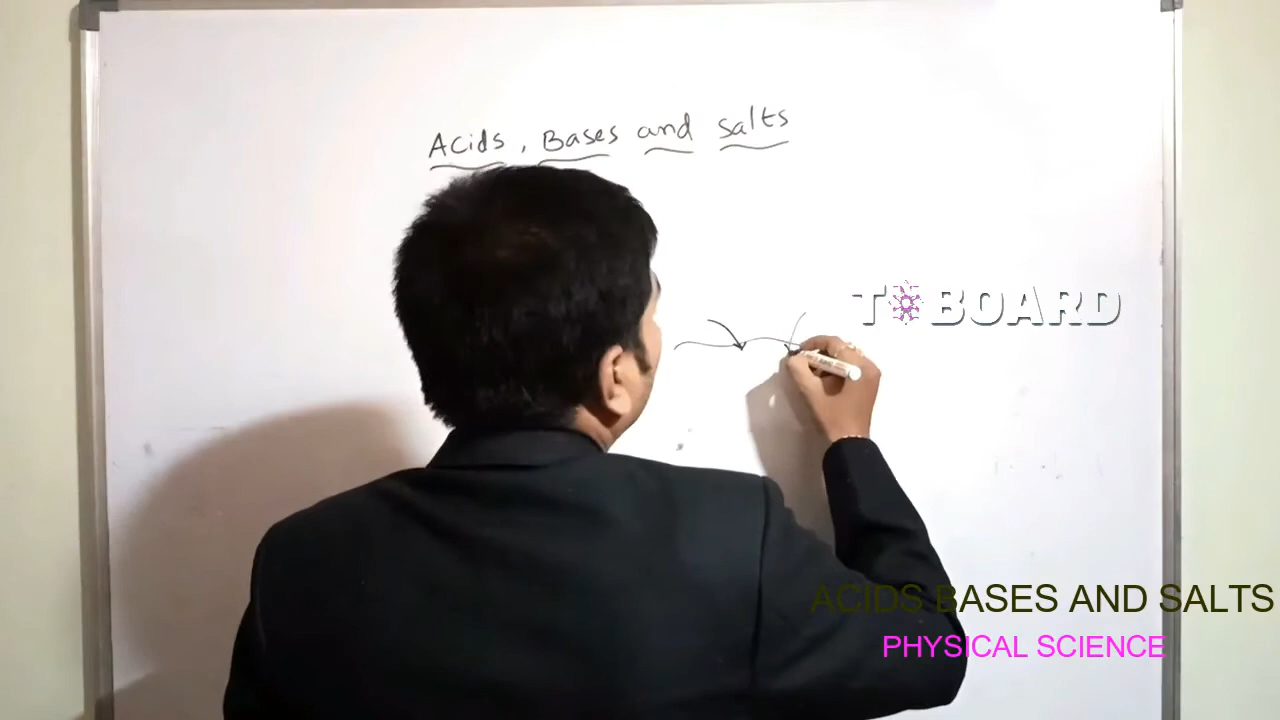 Acids, Bases and Salts
T BOARD
ACIDS BASES AND SALTS
PHYSICAL SCIENCE